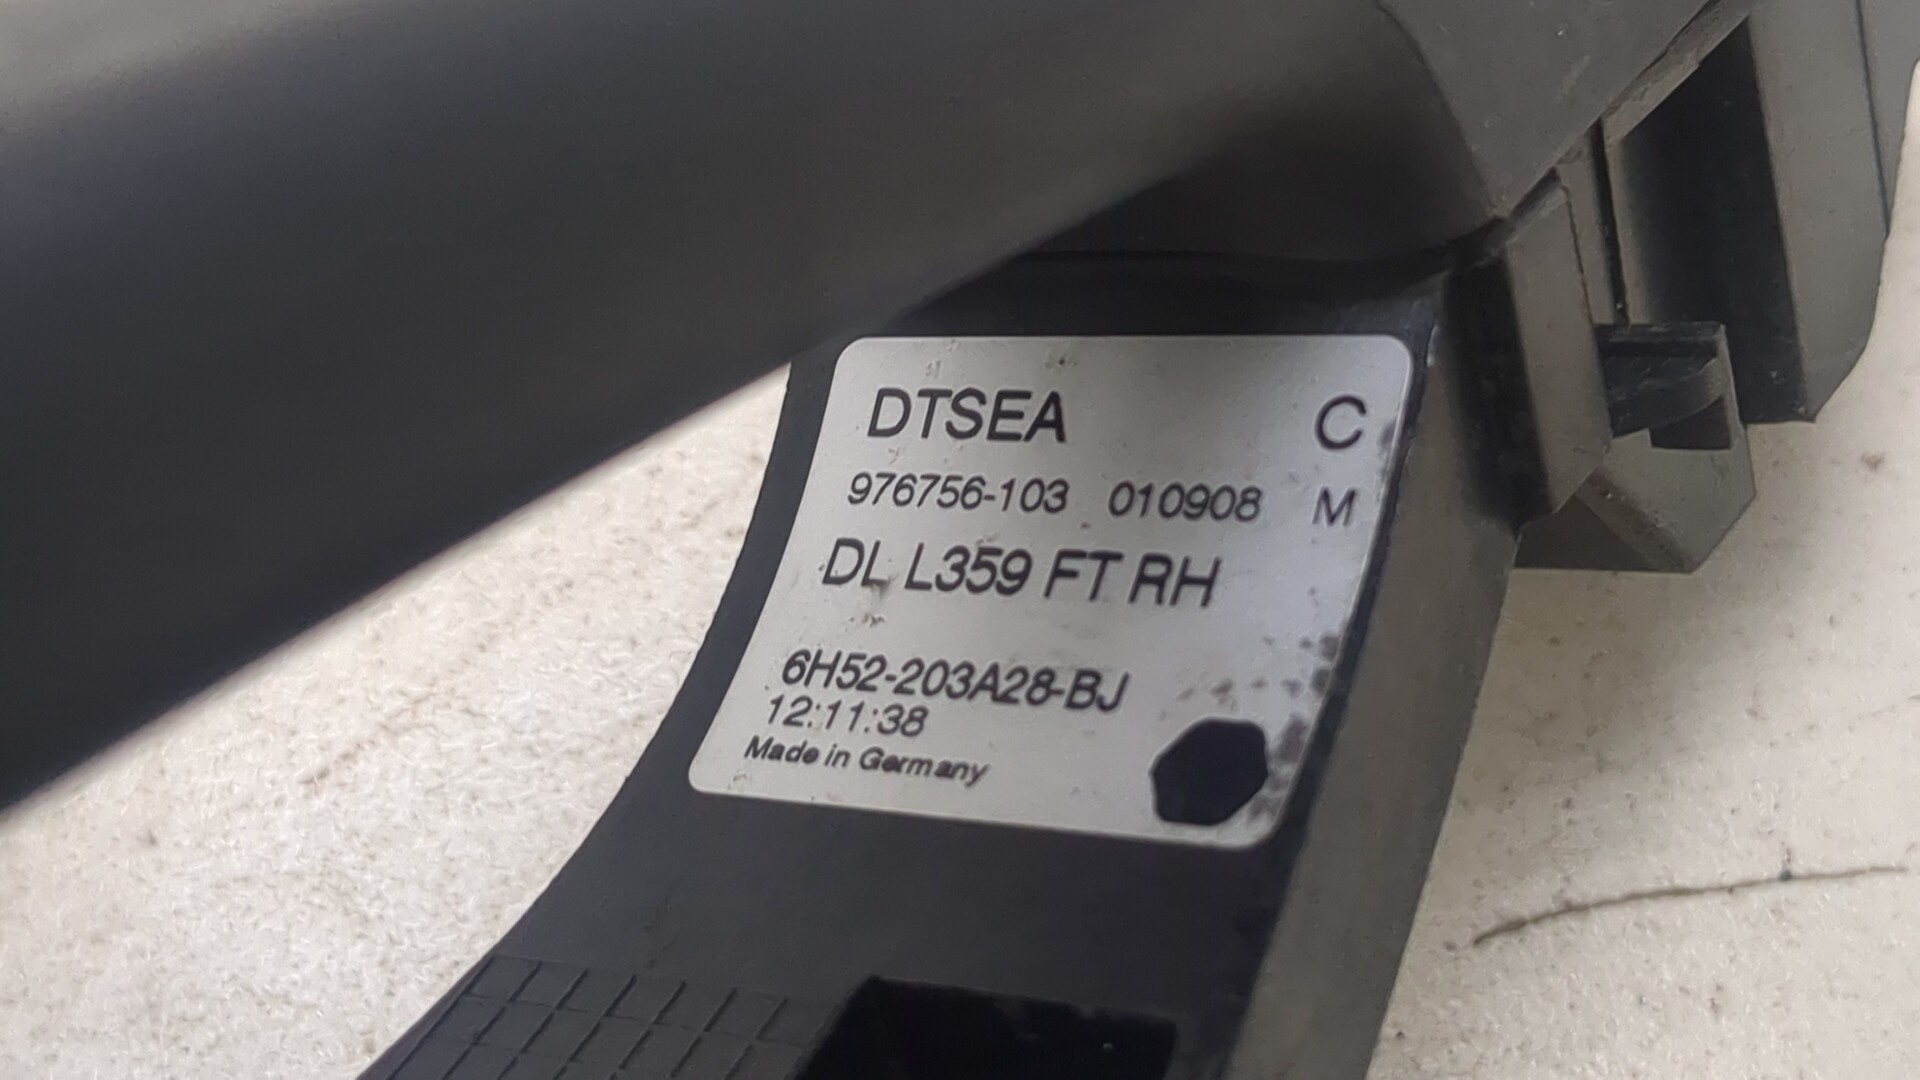 DTSEA C
976756-103 010908 M
DL L359 FT RH
6H52-203A28-BJ
12:11:38
Made in Germany